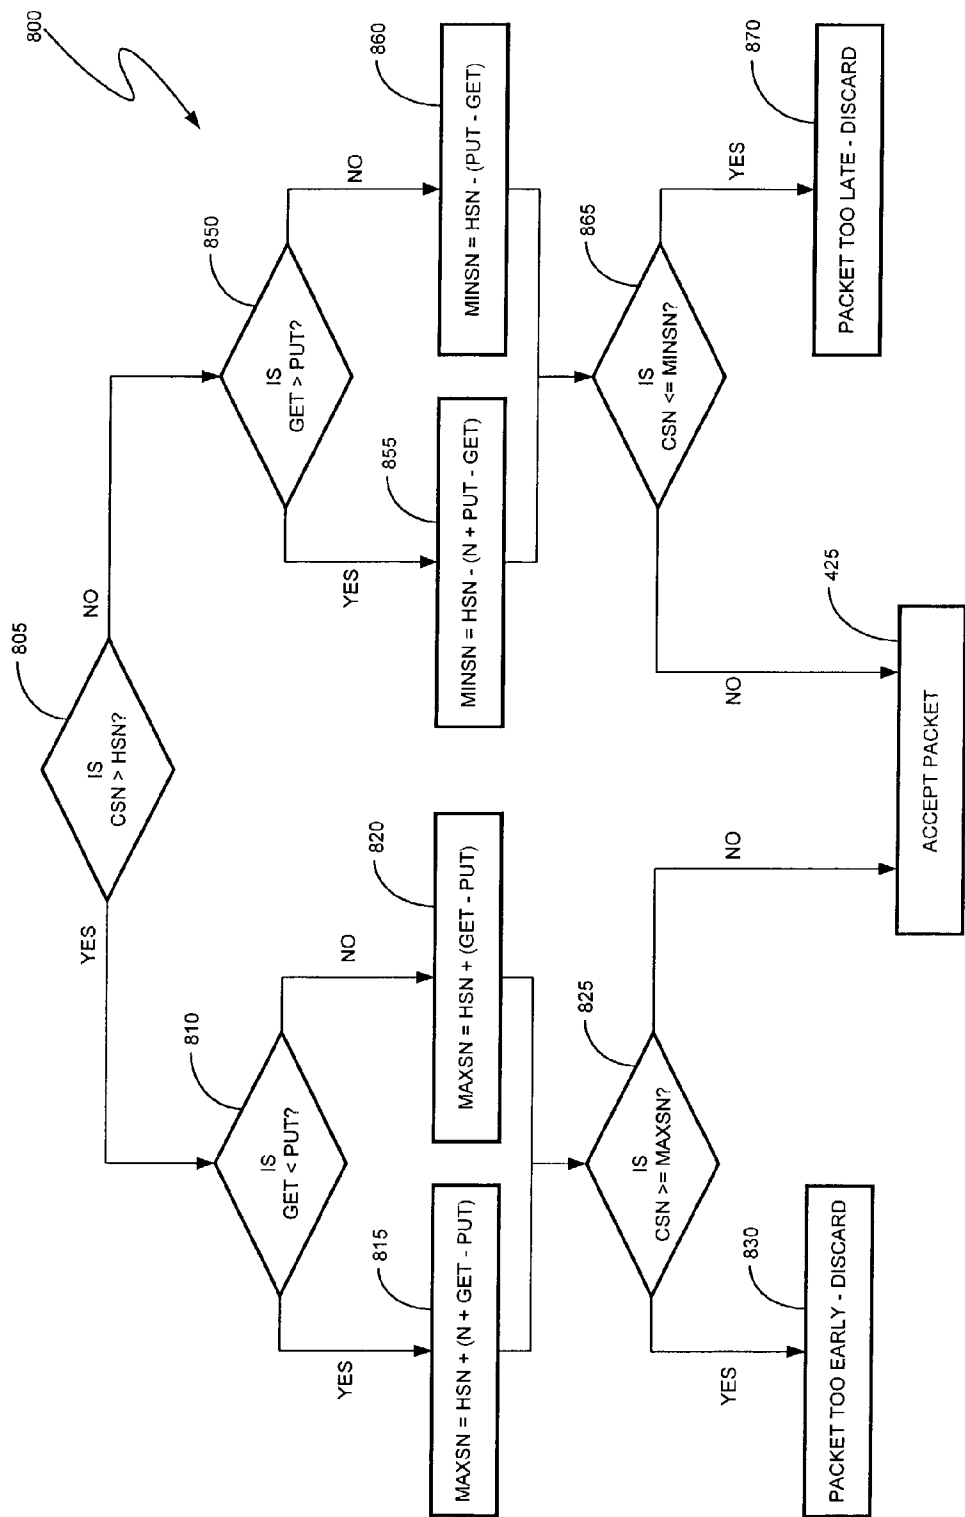 800
805
IS
CSN > HSN?
YES
NO
810
IS
GET < PUT?
YES
NO
850
IS
GET > PUT?
YES
NO
815
MAXSN = HSN + (N + GET - PUT)
820
MAXSN = HSN + (GET - PUT)
855
MINSN = HSN - (N + PUT - GET)
860
MINSN = HSN - (PUT - GET)
825
IS
CSN >= MAXSN?
YES
NO
865
IS
CSN <= MINSN?
NO
YES
830
PACKET TOO EARLY - DISCARD
425
ACCEPT PACKET
870
PACKET TOO LATE - DISCARD